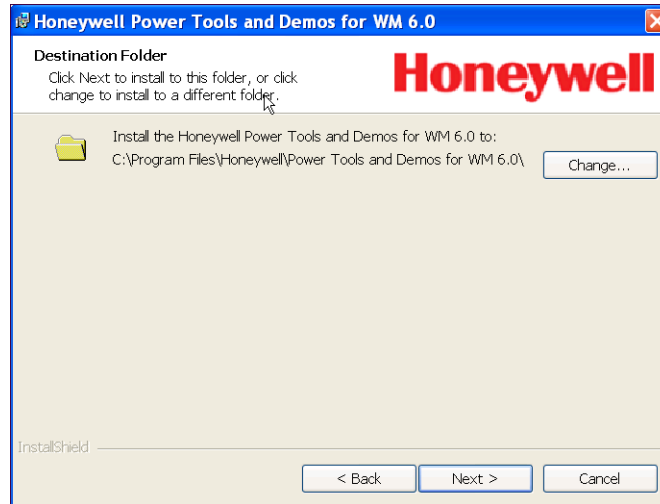 Honeywell Power Tools and Demos for WM 6.0
Destination Folder
Click Next to install to this folder, or click
change to install to a different folder.
Honeywell
Install the Honeywell Power Tools and Demos for WM 6.0 to:
C:\Program Files\Honeywell\Power Tools and Demos for WM 6.0\
Change...
InstallShield
< Back
Next >
Cancel